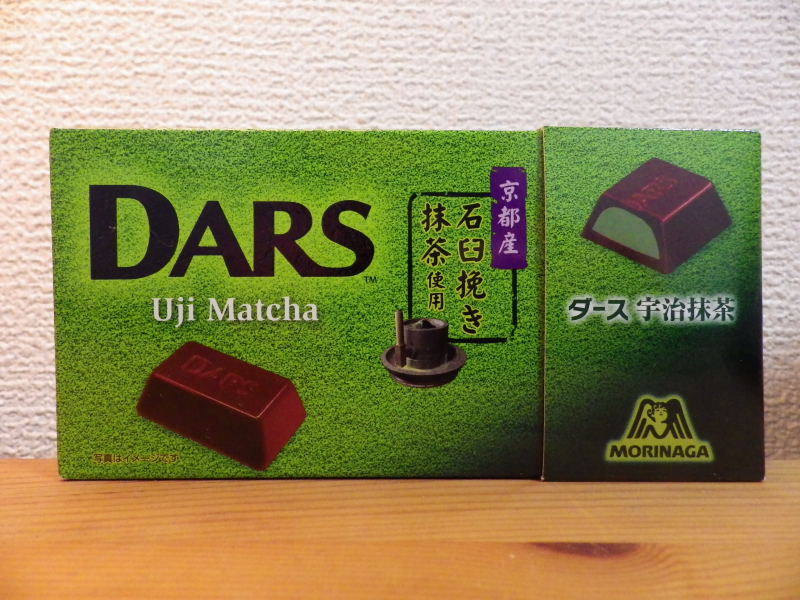 DARS™
Uji Matcha
京都産
石臼挽き
抹茶使用
DARS
写真はイメージです
DARS
ダース 宇治抹茶
MORINAGA